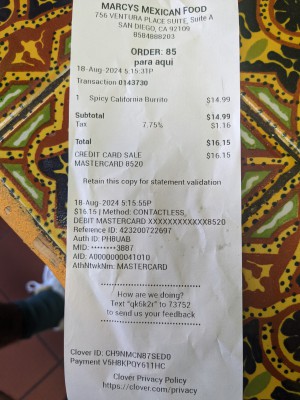 MARCYS MEXICAN FOOD
756 VENTURA PLACE SUITE, Suite A
SAN DIEGO, CA 92109
8584888203
ORDER: 85
para aqui
18-Aug-2024 5:15:31P
Transaction 0143730
1 Spicy California Burrito $14.99
Subtotal $14.99
Tax 7.75% $1.16
Total $16.15
CREDIT CARD SALE $16.15
MASTERCARD 8520
Retain this copy for statement validation
18-Aug-2024 5:15:55P
$16.15 | Method: CONTACTLESS,
DEBIT MASTERCARD XXXXXXXXXXXX8520
Reference ID: 423200722697
Auth ID: PH8UAB
MID: ********3887
AID: A0000000041010
AthNtwkNm: MASTERCARD
How are we doing?
Text "qk5k2r" to 73752
to send us your feedback
Clover ID: CH9NMCN87SED0
Payment V5HBKPQY611HC
Clover Privacy Policy
https://clover.com/privacy